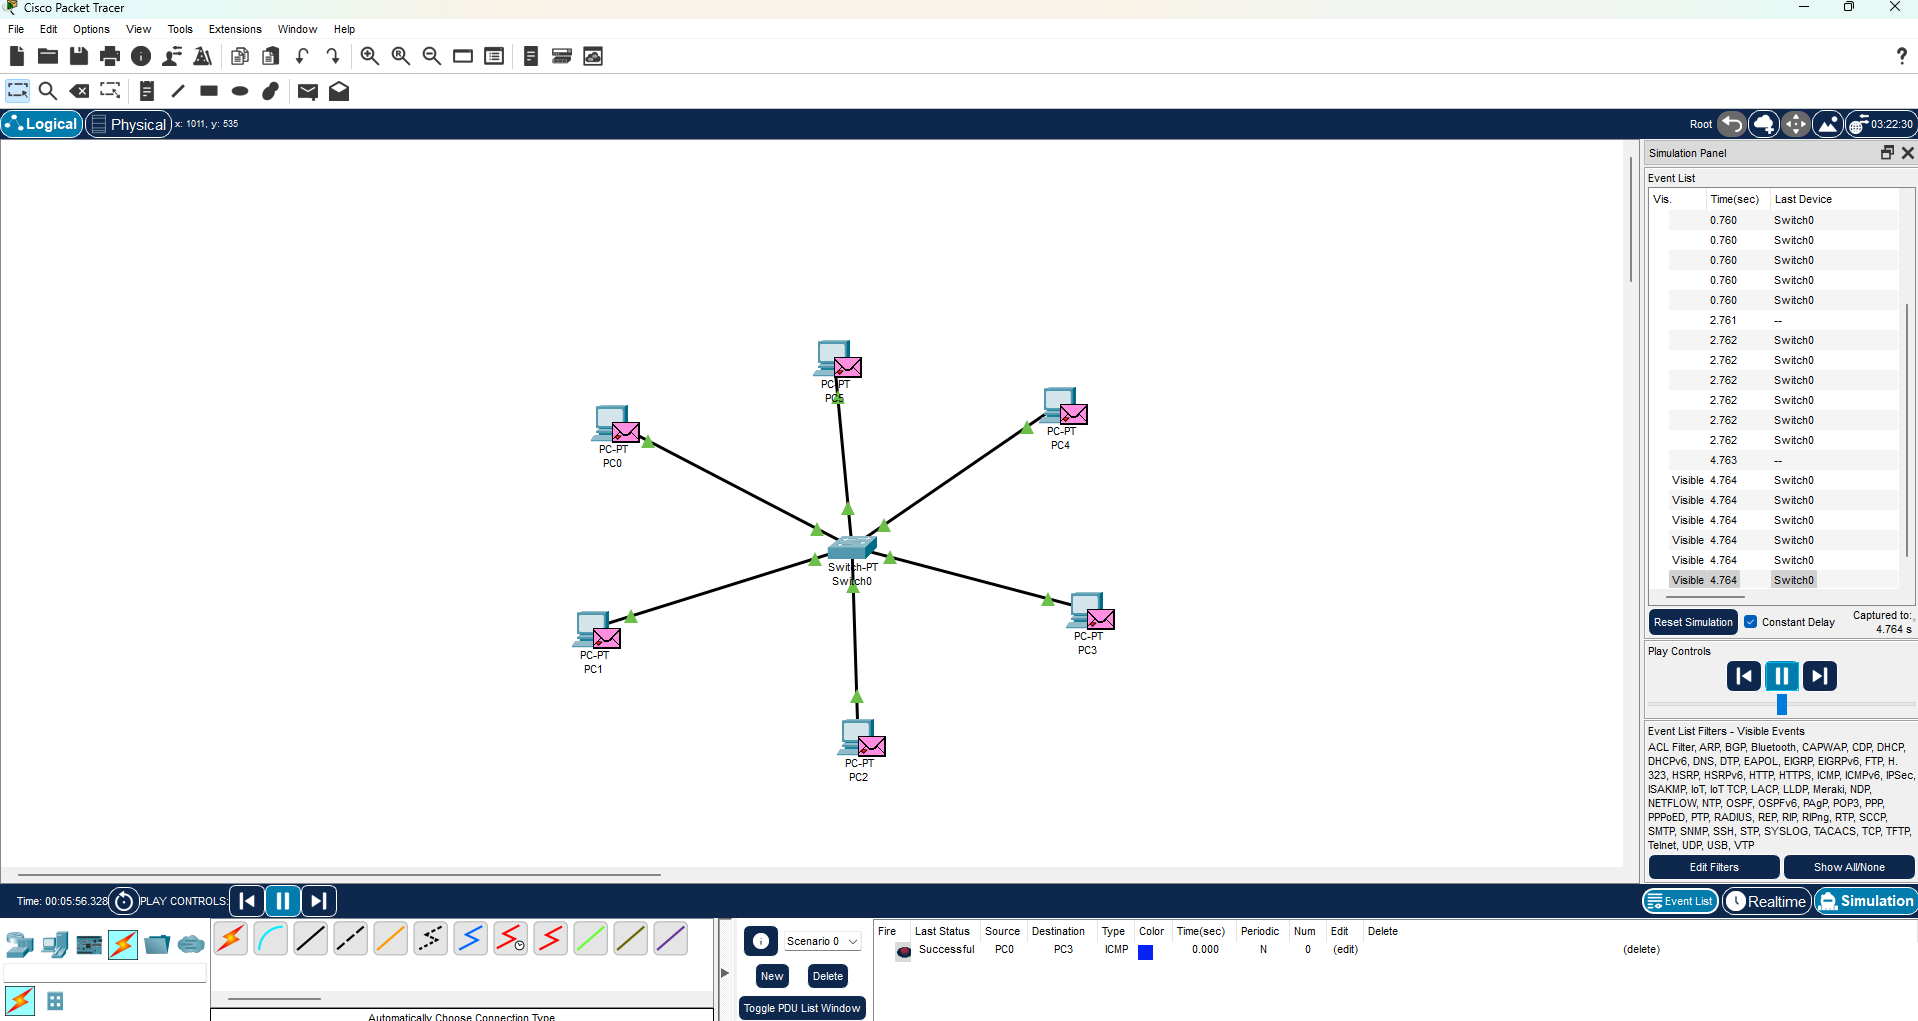 Cisco Packet Tracer
File Edit Options View Tools Extensions Window Help
Logical Physical x: 1011, y: 535
Root 03:22:30
Simulation Panel
Event List
Vis. Time(sec) Last Device
0.760 Switch0
0.760 Switch0
0.760 Switch0
0.760 Switch0
0.760 Switch0
2.761 --
2.762 Switch0
2.762 Switch0
2.762 Switch0
2.762 Switch0
2.762 Switch0
2.762 Switch0
4.763 --
Visible 4.764 Switch0
Visible 4.764 Switch0
Visible 4.764 Switch0
Visible 4.764 Switch0
Visible 4.764 Switch0
Visible 4.764 Switch0
Reset Simulation Constant Delay Captured to:
4.764 s
Play Controls
Event List Filters - Visible Events
ACL Filter, ARP, BGP, Bluetooth, CAPWAP, CDP, DHCP,
DHCPv6, DNS, DTP, EAPOL, EIGRP, EIGRPv6, FTP, H.
323, HSRP, HSRPv6, HTTP, HTTPS, ICMP, ICMPv6, IPSec,
ISAKMP, IoT, IoT TCP, LACP, LLDP, Meraki, NDP,
NETFLOW, NTP, OSPF, OSPFv6, PAgP, POP3, PPP,
PPPoED, PTP, RADIUS, REP, RIP, RIPng, RTP, SCCP,
SMTP, SNMP, SSH, STP, SYSLOG, TACACS, TCP, TFTP,
Telnet, UDP, USB, VTP
Edit Filters Show All/None
PC-PT
PC5
PC-PT
PC4
PC-PT
PC0
Switch-PT
Switch0
PC-PT
PC3
PC-PT
PC1
PC-PT
PC2
Time: 00:05:56.328 PLAY CONTROLS:
Event List Realtime Simulation
Scenario 0
New Delete
Toggle PDU List Window
Fire Last Status Source Destination Type Color Time(sec) Periodic Num Edit Delete
Successful PC0 PC3 ICMP 0.000 N 0 (edit) (delete)
Automatically Choose Connection Type